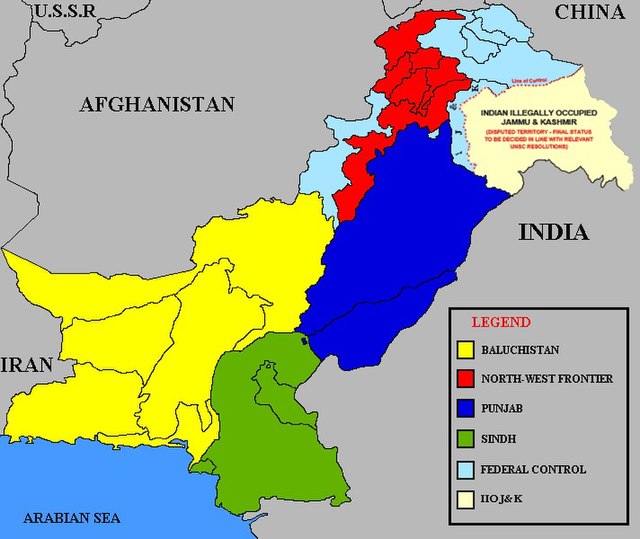 U.S.S.R
CHINA
AFGHANISTAN
Line of Control
INDIAN ILLEGALLY OCCUPIED
JAMMU & KASHMIR
(DISPUTED TERRITORY - FINAL STATUS
TO BE DECIDED IN LINE WITH RELEVANT
UNSC RESOLUTIONS)
INDIA
IRAN
LEGEND
BALUCHISTAN
NORTH-WEST FRONTIER
PUNJAB
SINDH
FEDERAL CONTROL
IIOJ&K
ARABIAN SEA